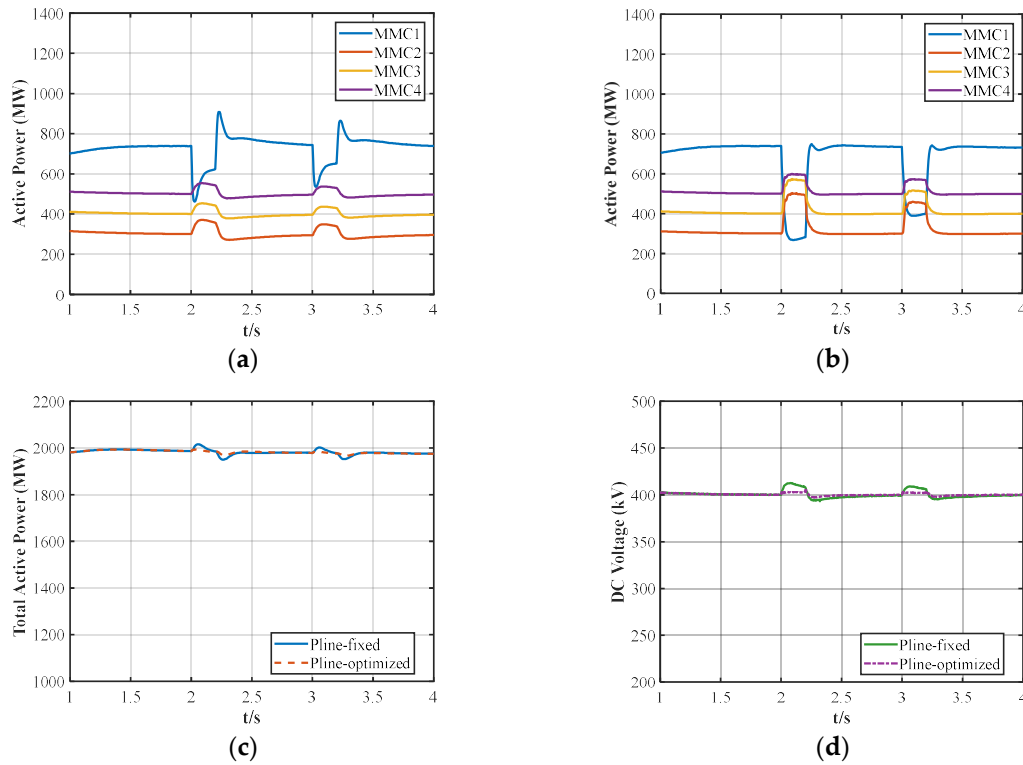 1400
1200
1000
800
600
400
200
0
Active Power (MW)
MMC1
MMC2
MMC3
MMC4
1 1.5 2 2.5 3 3.5 4
t/s
(a)
1400
1200
1000
800
600
400
200
0
Active Power (MW)
MMC1
MMC2
MMC3
MMC4
1 1.5 2 2.5 3 3.5 4
t/s
(b)
2200
2000
1800
1600
1400
1200
1000
Total Active Power (MW)
Pline-fixed
Pline-optimized
1 1.5 2 2.5 3 3.5 4
t/s
(c)
500
450
400
350
300
250
200
DC Voltage (kV)
Pline-fixed
Pline-optimized
1 1.5 2 2.5 3 3.5 4
t/s
(d)